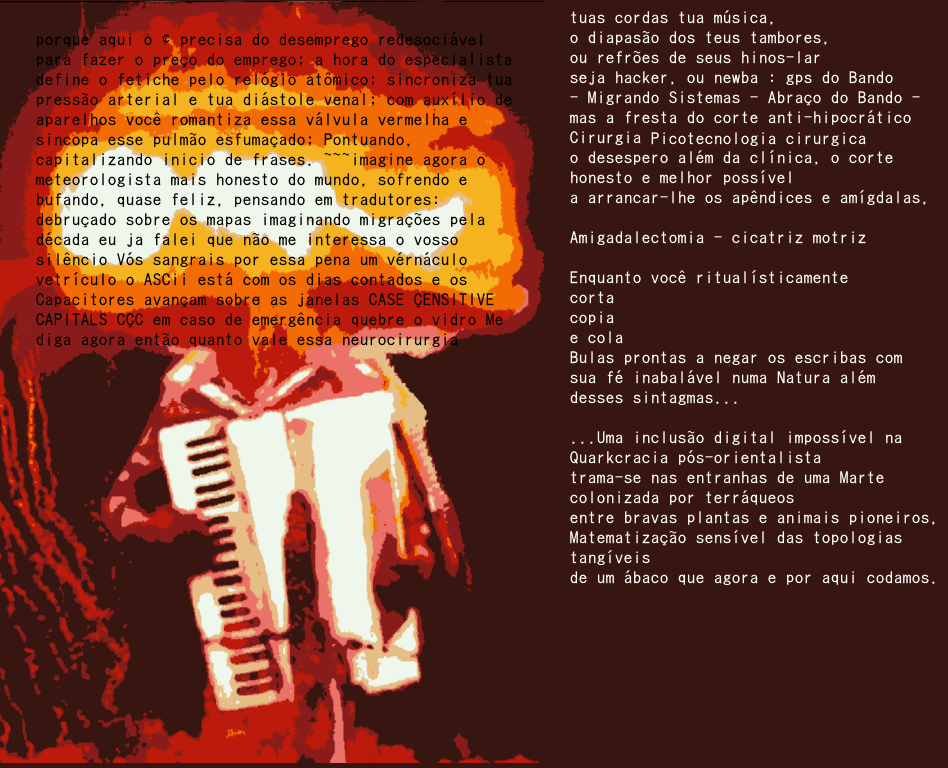 porque aqui o ¢ precisa do desemprego redesociável
para fazer o preço do emprego: a hora do especialista
define o fetiche pelo relógio atômico; sincroniza tua
pressão arterial e tua diástole venal; com auxílio de
aparelhos você romantiza essa válvula vermelha e
sincopa esse pulmão esfumaçado; Pontuando,
capitalizando inicio de frases. ~~~imagine agora o
meteorologista mais honesto do mundo, sofrendo e
bufando, quase feliz, pensando em tradutores:
debruçado sobre os mapas imaginando migrações pela
década eu ja falei que não me interessa o vosso
silêncio Vós sangrais por essa pena um vérnáculo
vetrículo o ASCii está com os dias contados e os
Capacitores avançam sobre as janelas CASE ÇENSITIVE
CAPITALS CQC em caso de emergência quebre o vidro Me
diga agora então quanto vale essa neurocirurgia
tuas cordas tua música,
o diapasão dos teus tambores,
ou refrões de seus hinos-lar
seja hacker, ou newba : gps do Bando
- Migrando Sistemas - Abraço do Bando -
mas a fresta do corte anti-hipocrático
Cirurgia Picotecnologia cirurgica
o desespero além da clínica, o corte
honesto e melhor possível
a arrancar-lhe os apêndices e amígdalas,
Amigadalectomia - cicatriz motriz
Enquanto você ritualísticamente
corta
copia
e cola
Bulas prontas a negar os escribas com
sua fé inabalável numa Natura além
desses sintagmas...
...Uma inclusão digital impossível na
Quarkcracia pós-orientalista
trama-se nas entranhas de uma Marte
colonizada por terráqueos
entre bravas plantas e animais pioneiros,
Matematização sensível das topologias
tangíveis
de um ábaco que agora e por aqui codamos.